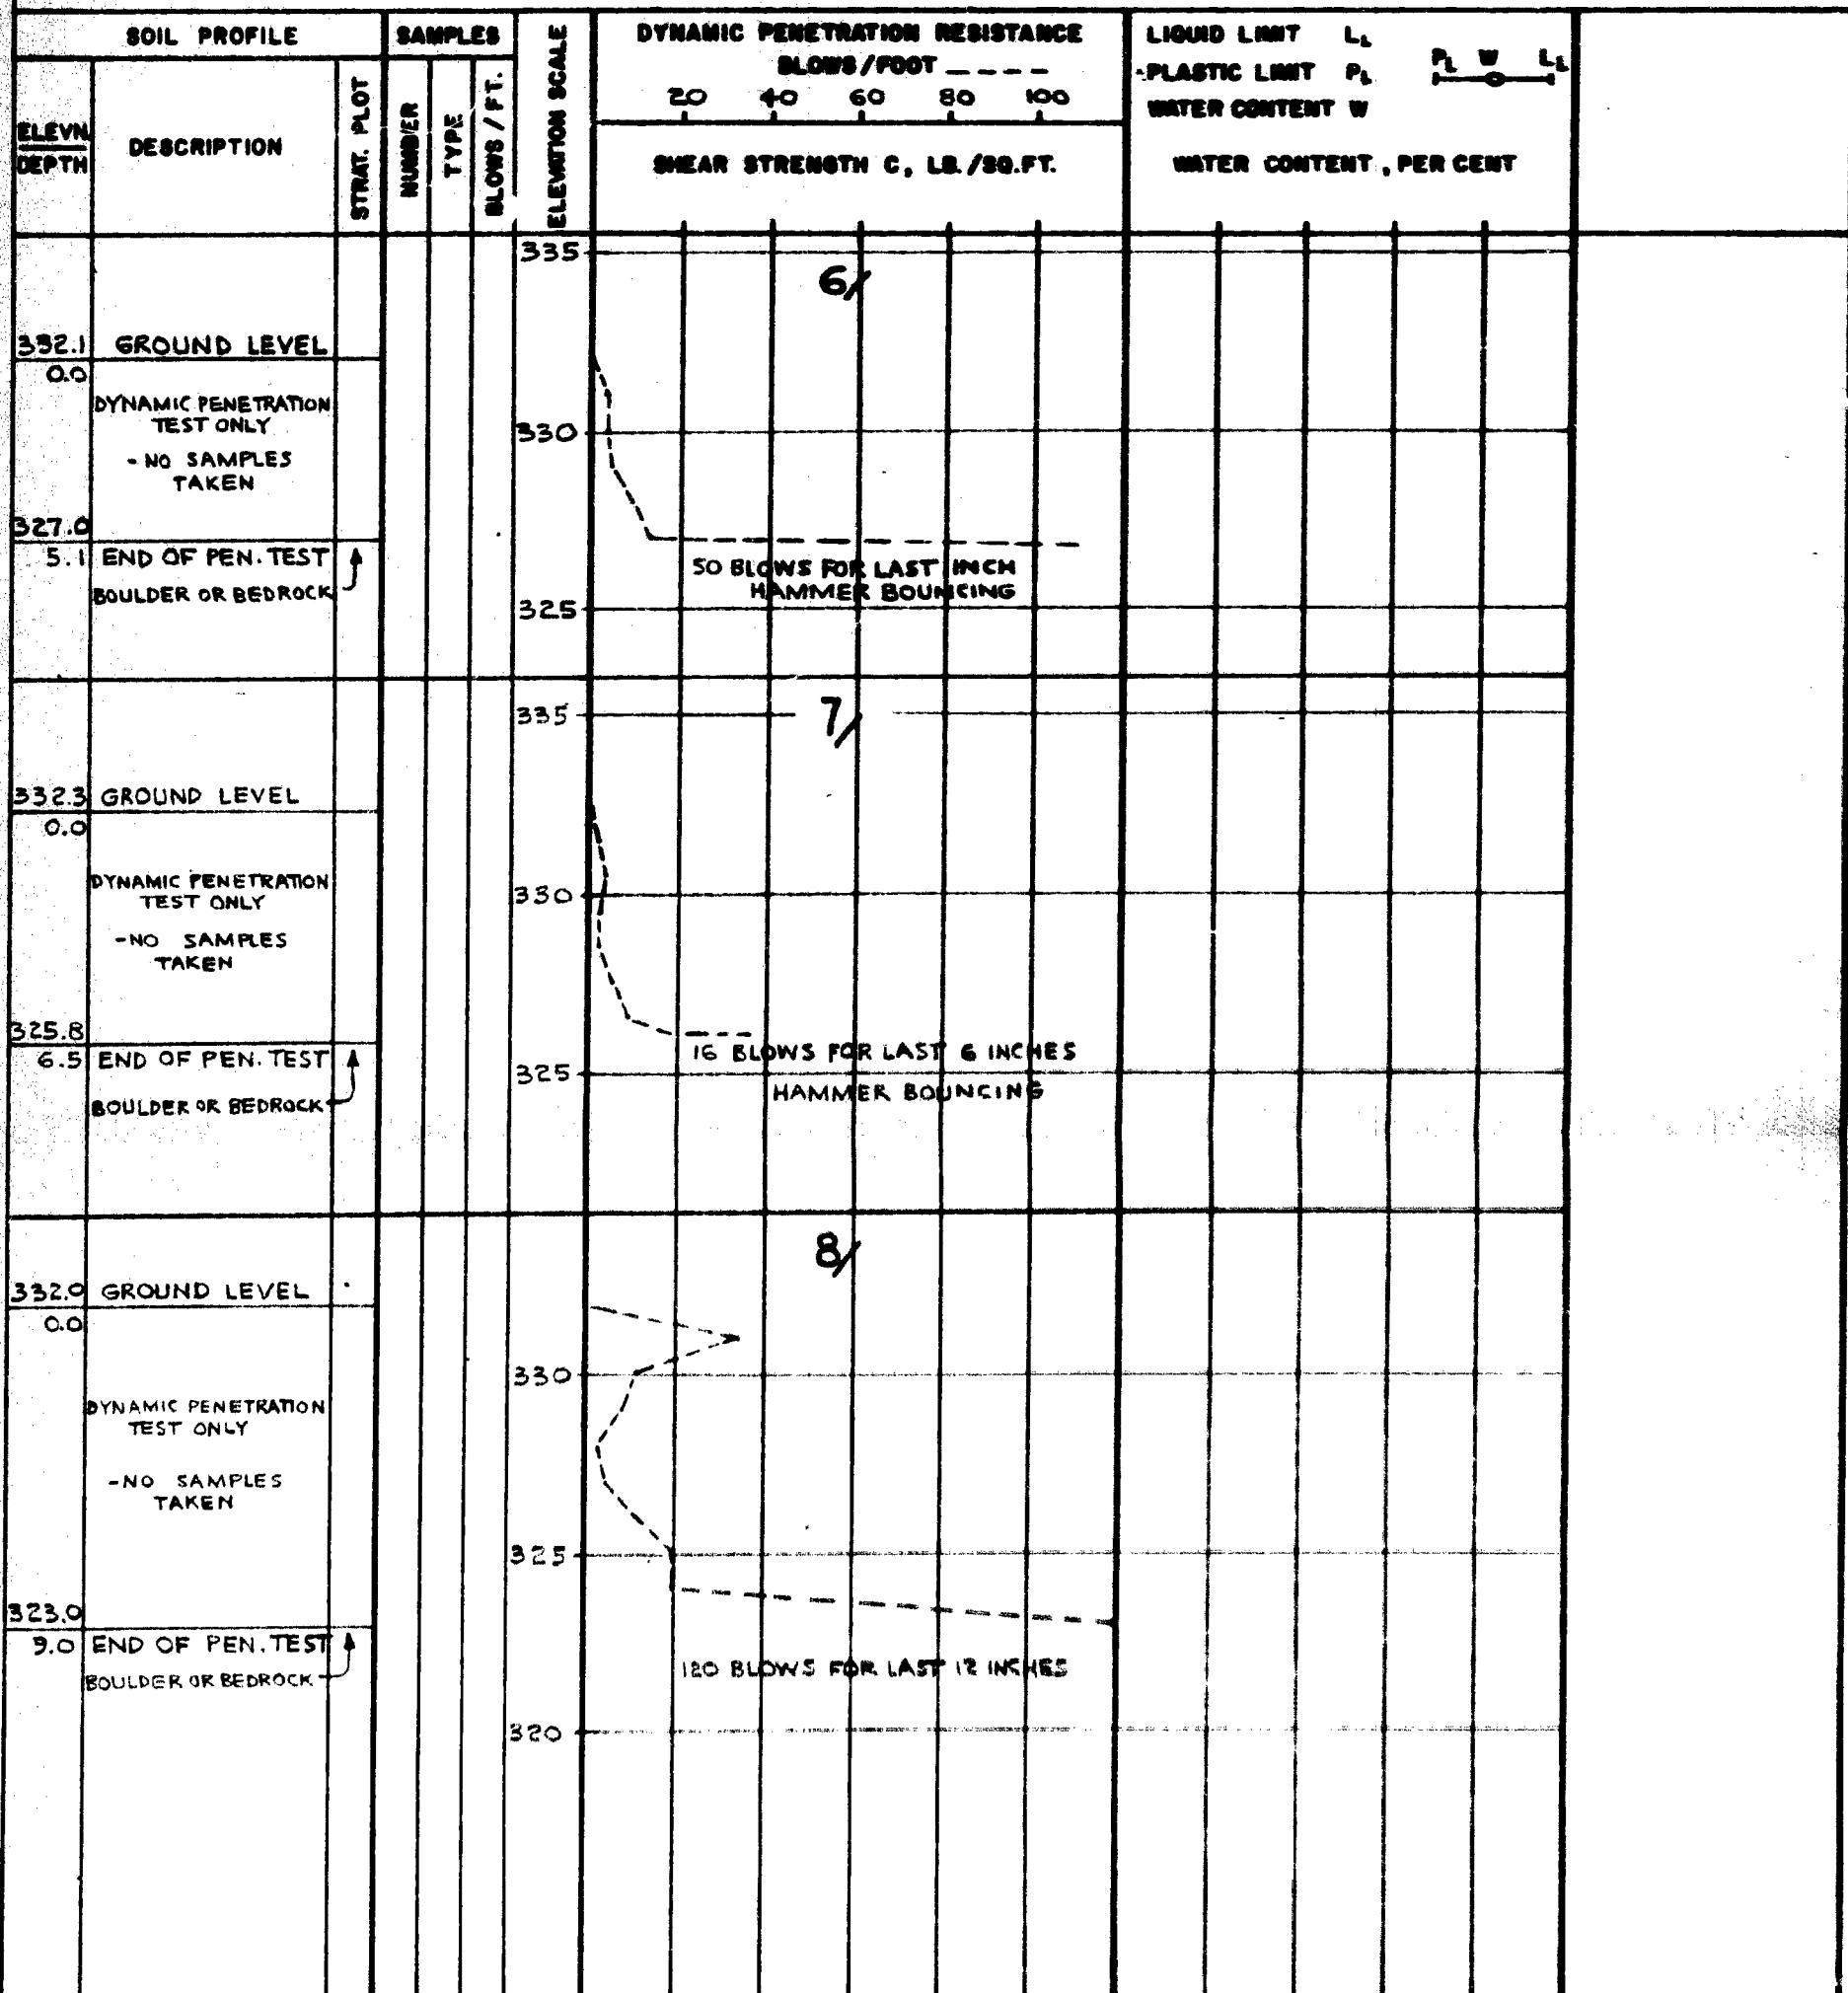 SOIL PROFILE
SAMPLES
ELEVATION SCALE
DYNAMIC PENETRATION RESISTANCE
BLOWS/FOOT ----
20 40 60 80 100
SHEAR STRENGTH C, LB./SQ.FT.
LIQUID LIMIT LL
PLASTIC LIMIT PL
WATER CONTENT W
PL W LL
WATER CONTENT, PER CENT
ELEVN
DEPTH
DESCRIPTION
STRAT. PLOT
NUMBER
TYPE
BLOWS / FT.
335
6/
332.1 GROUND LEVEL
0.0
DYNAMIC PENETRATION
TEST ONLY
330
- NO SAMPLES
TAKEN
327.0
5.1 END OF PEN. TEST
BOULDER OR BEDROCK
50 BLOWS FOR LAST INCH
HAMMER BOUNCING
325
335
7/
332.3 GROUND LEVEL
0.0
DYNAMIC PENETRATION
TEST ONLY
330
-NO SAMPLES
TAKEN
325.8
6.5 END OF PEN. TEST
BOULDER OR BEDROCK
16 BLOWS FOR LAST 6 INCHES
325
HAMMER BOUNCING
8/
332.0 GROUND LEVEL
0.0
330
DYNAMIC PENETRATION
TEST ONLY
-NO SAMPLES
TAKEN
325
323.0
9.0 END OF PEN. TEST
BOULDER OR BEDROCK
120 BLOWS FOR LAST 12 INCHES
320